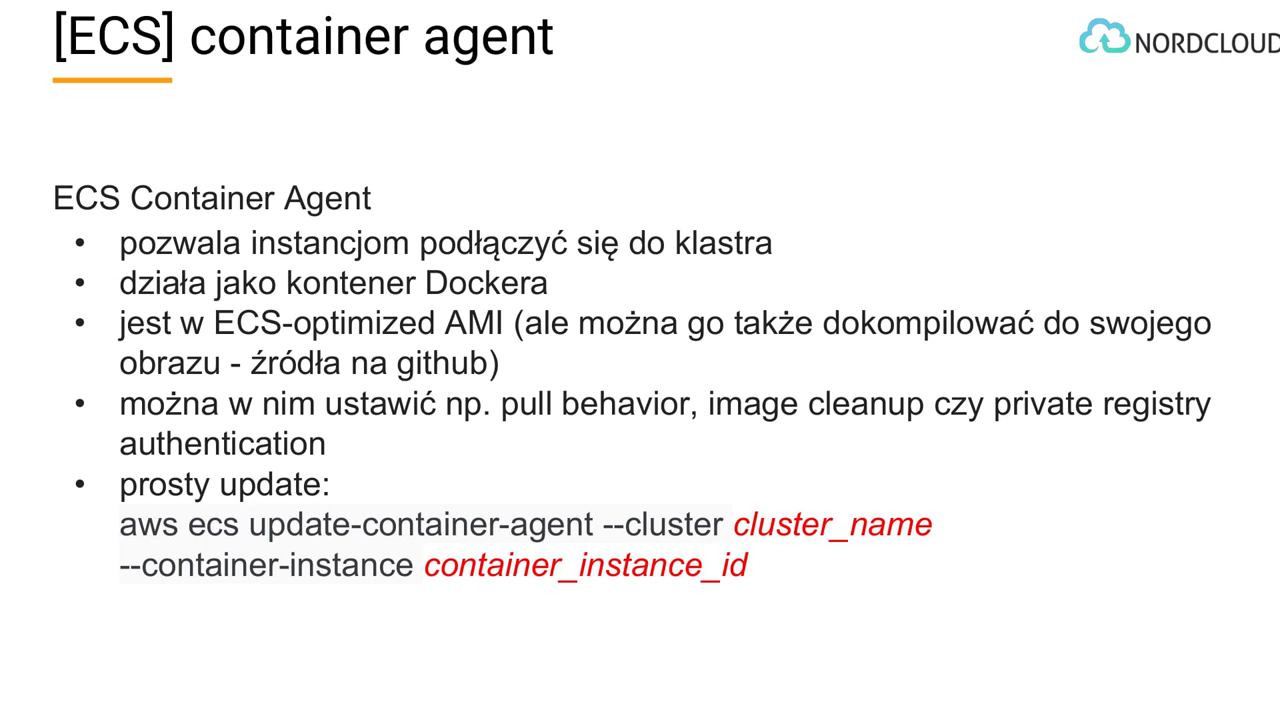 [ECS] container agent
NORDCLOUD
ECS Container Agent
• pozwala instancjom podłączyć się do klastra
• działa jako kontener Dockera
• jest w ECS-optimized AMI (ale można go także dokompilować do swojego
obrazu - źródła na github)
• można w nim ustawić np. pull behavior, image cleanup czy private registry
authentication
• prosty update:
aws ecs update-container-agent --cluster cluster_name
--container-instance container_instance_id